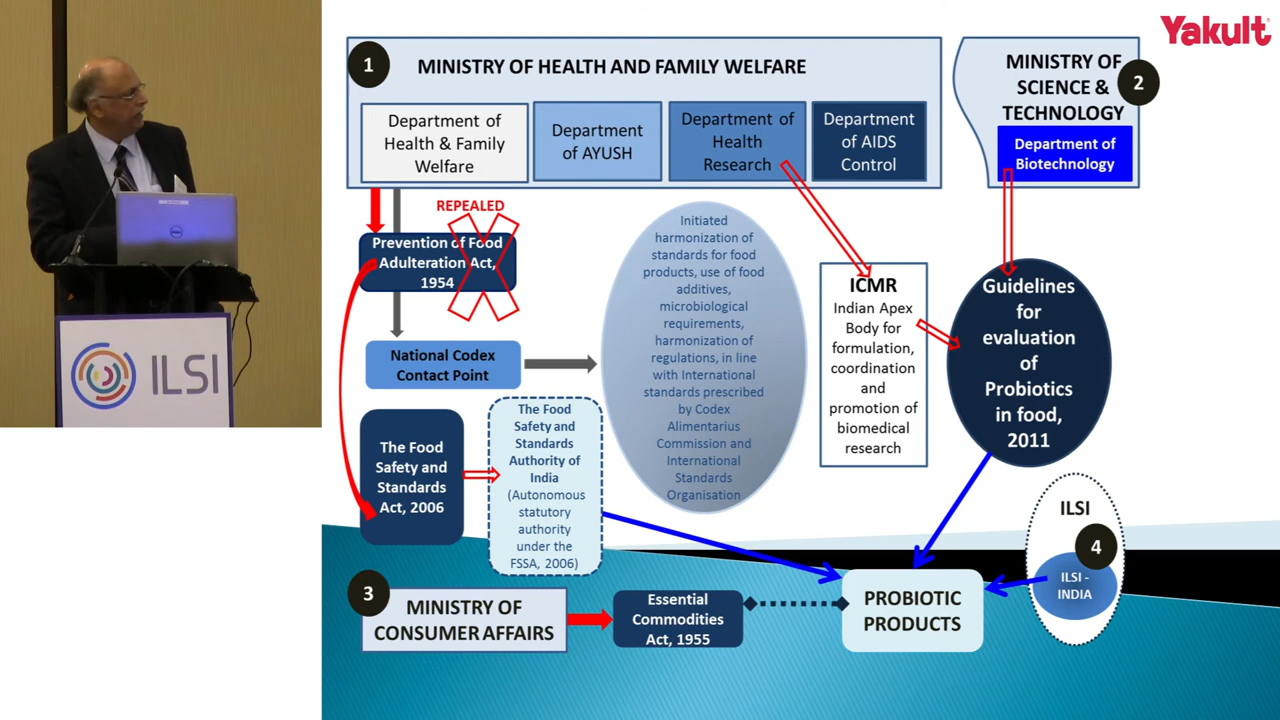 Yakult
1
MINISTRY OF HEALTH AND FAMILY WELFARE
Department of
Health & Family
Welfare
Department
of AYUSH
Department of
Health
Research
Department
of AIDS
Control
MINISTRY OF
SCIENCE &
TECHNOLOGY
2
Department of
Biotechnology
REPEALED
Prevention of Food
Adulteration Act,
1954
National Codex
Contact Point
Initiated
harmonization of
standards for food
products, use of food
additives,
microbiological
requirements,
harmonization of
regulations, in line
with International
standards prescribed
by Codex
Alimentarius
Commission and
International
Standards
Organisation
ICMR
Indian Apex
Body for
formulation,
coordination
and
promotion of
biomedical
research
Guidelines
for
evaluation
of
Probiotics
in food,
2011
The Food
Safety and
Standards
Act, 2006
The Food
Safety and
Standards
Authority of
India
(Autonomous
statutory
authority
under the
FSSA, 2006)
ILSI
4
ILSI -
INDIA
3
MINISTRY OF
CONSUMER AFFAIRS
Essential
Commodities
Act, 1955
PROBIOTIC
PRODUCTS
DELL
ILSI